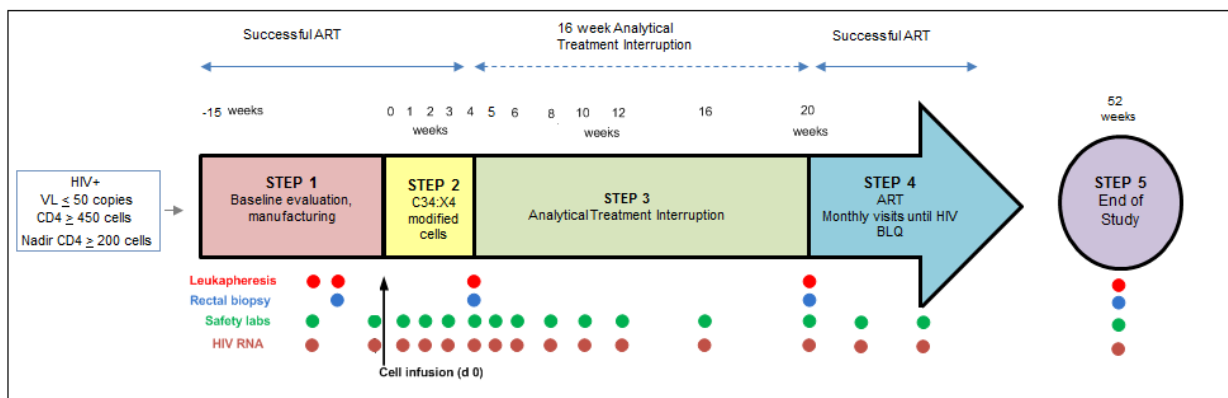 Successful ART
16 week Analytical
Treatment Interruption
Successful ART
-15 weeks
0 1 2 3 4 5 6 8 10 12 16 20
weeks
weeks
weeks
52
weeks
HIV+
VL ≤ 50 copies
CD4 ≥ 450 cells
Nadir CD4 ≥ 200 cells
STEP 1
Baseline evaluation,
manufacturing
STEP 2
C34:X4
modified
cells
STEP 3
Analytical Treatment Interruption
STEP 4
ART
Monthly visits until HIV
BLQ
STEP 5
End of
Study
Leukapheresis
Rectal biopsy
Safety labs
HIV RNA
Cell infusion (d 0)